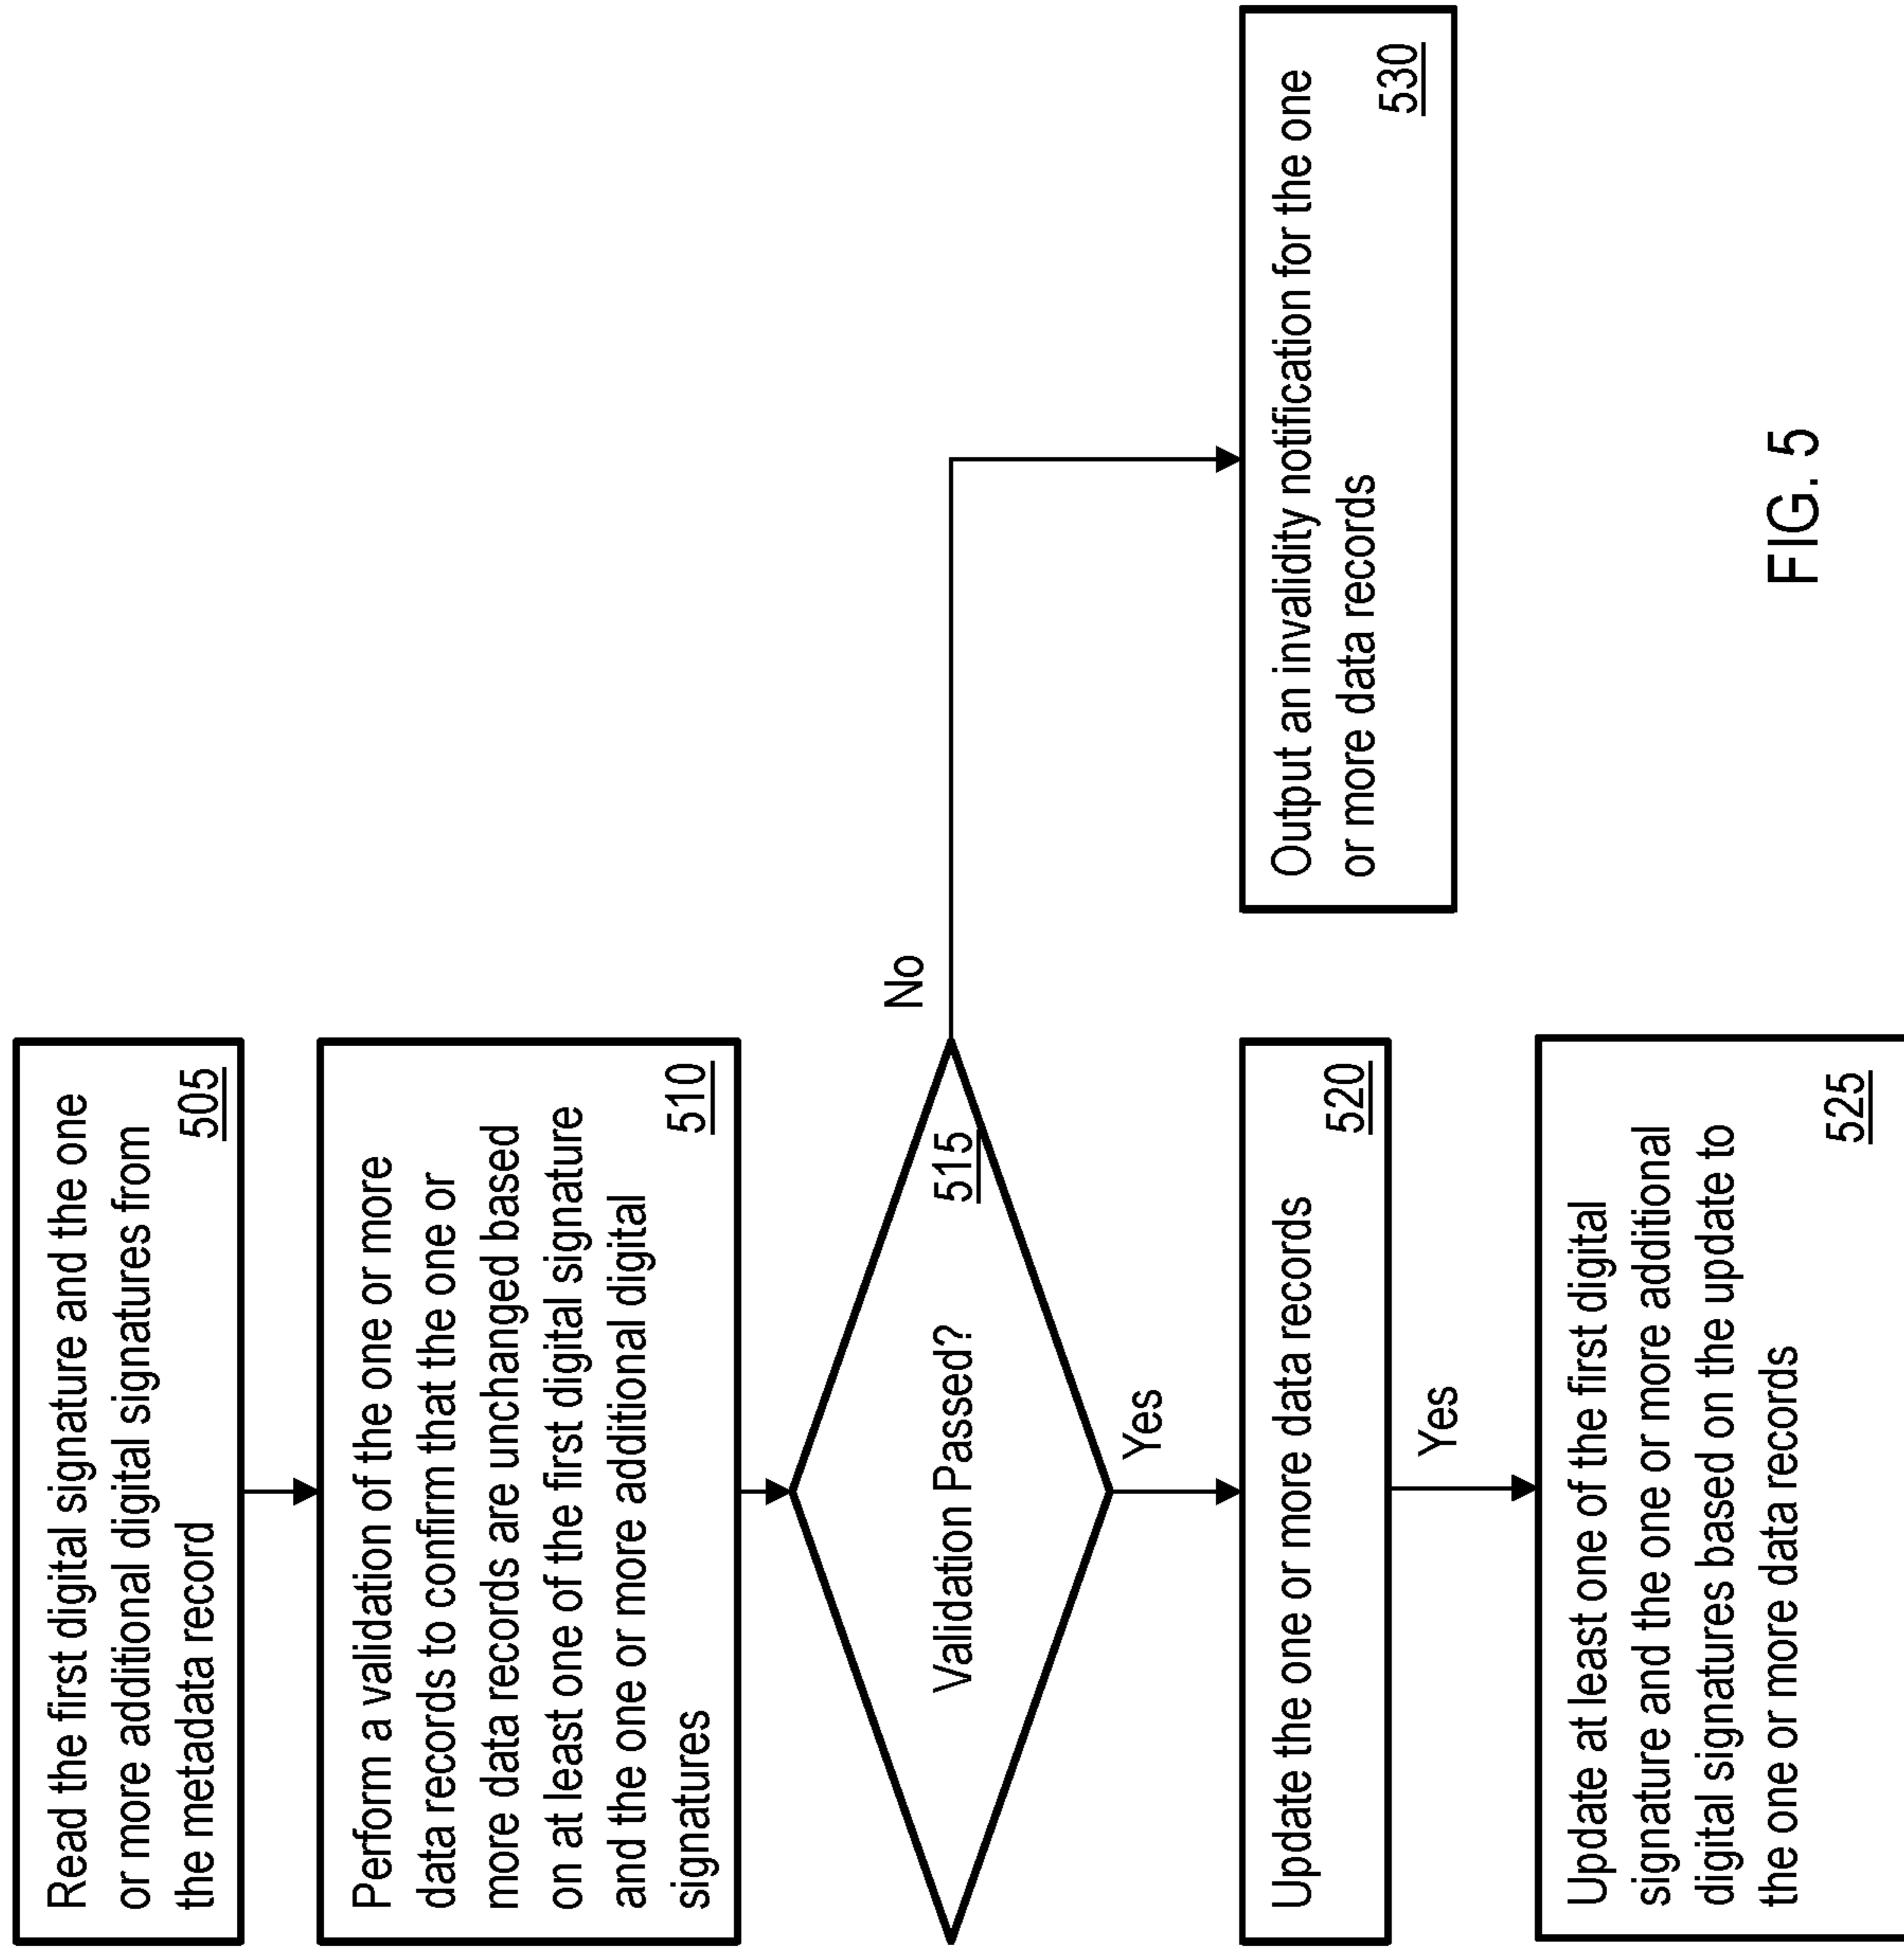 Read the first digital signature and the one
or more additional digital signatures from
the metadata record
505
Perform a validation of the one or more
data records to confirm that the one or
more data records are unchanged based
on at least one of the first digital signature
and the one or more additional digital
signatures
510
Validation Passed?
515
No
Yes
Update the one or more data records
520
Yes
Update at least one of the first digital
signature and the one or more additional
digital signatures based on the update to
the one or more data records
525
Output an invalidity notification for the one
or more data records
530
FIG. 5